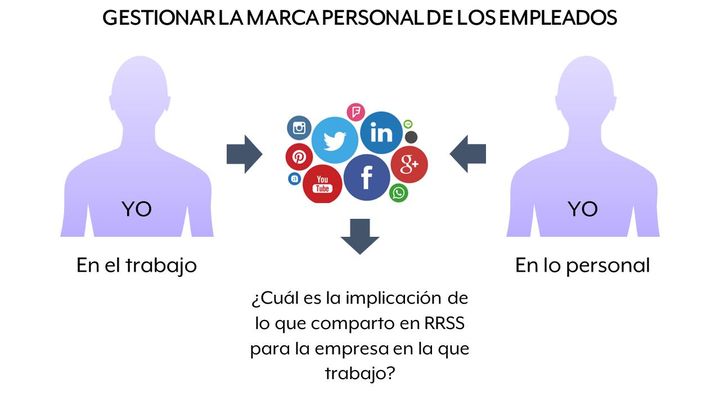 GESTIONAR LA MARCA PERSONAL DE LOS EMPLEADOS
YO
YO
in
g+
You
Tube
f
En el trabajo
En lo personal
¿Cuál es la implicación de
lo que comparto en RRSS
para la empresa en la que
trabajo?